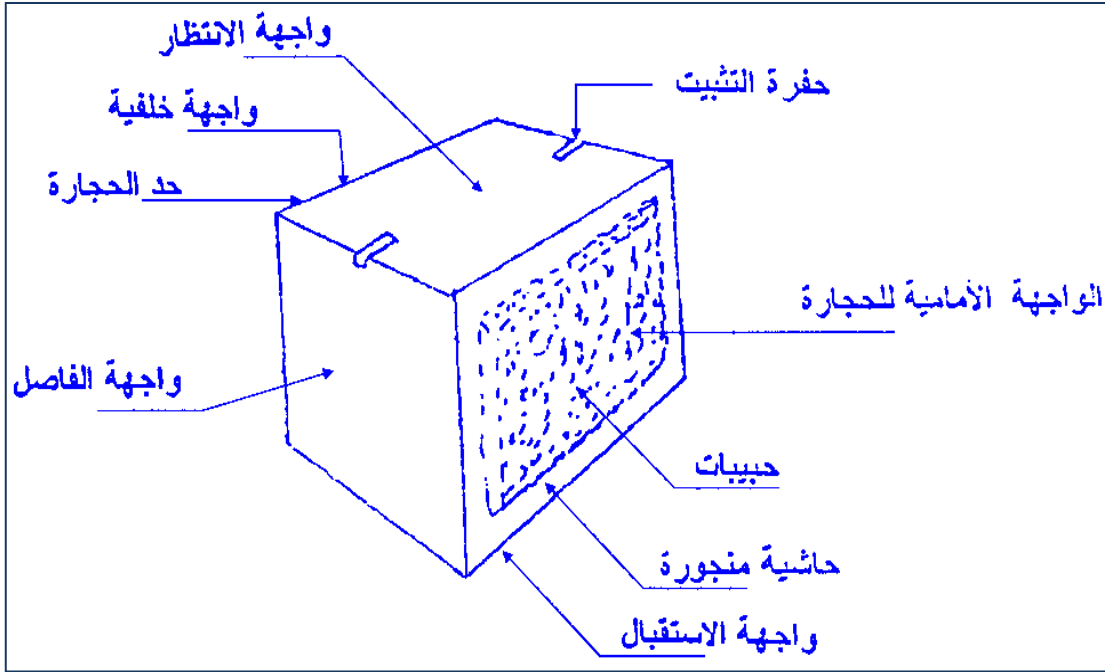 واجهة الانتظار
حفرة التثبيت
واجهة خلفية
حد الحجارة
الواجهة الأمامية للحجارة
واجهة الفاصل
حبيبات
حاشية منجورة
واجهة الاستقبال